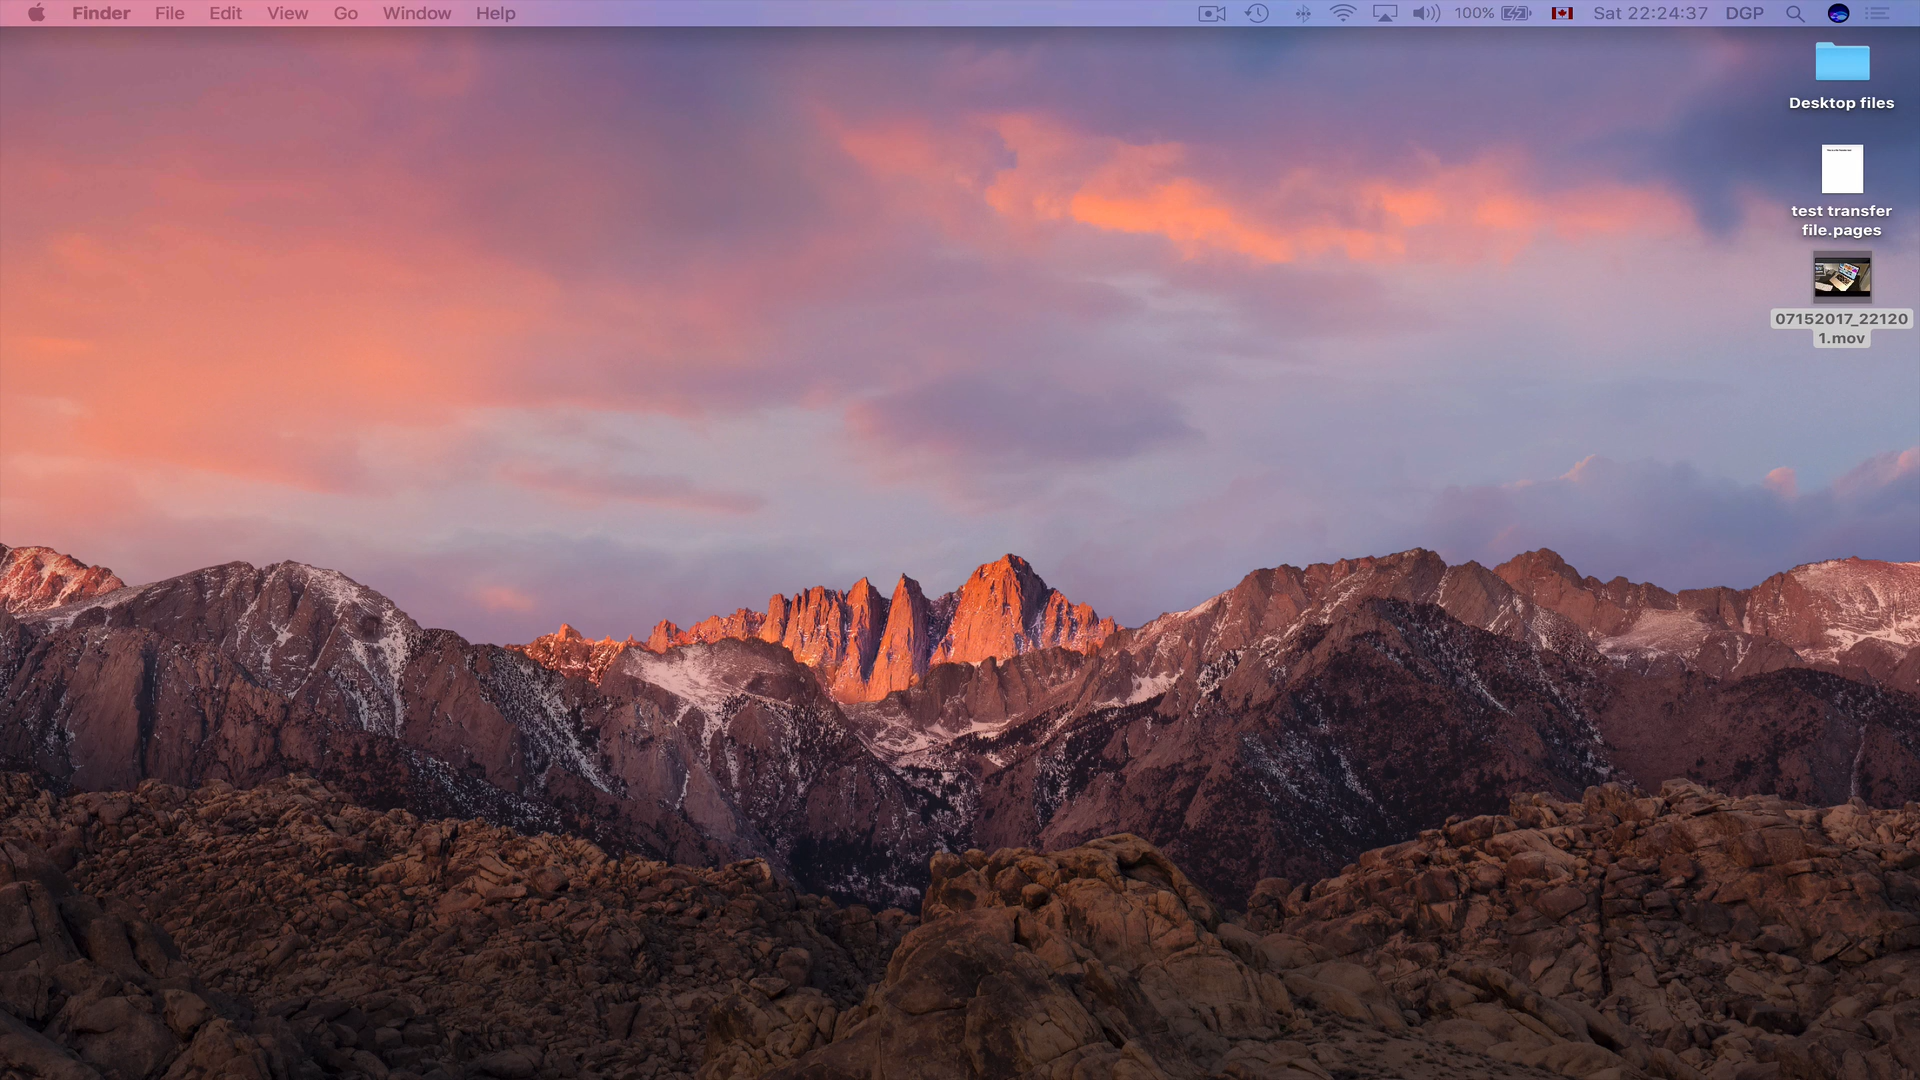 Finder File Edit View Go Window Help 100% Sat 22:24:37 DGP
Desktop files
test transfer
file.pages
07152017_22120
1.mov